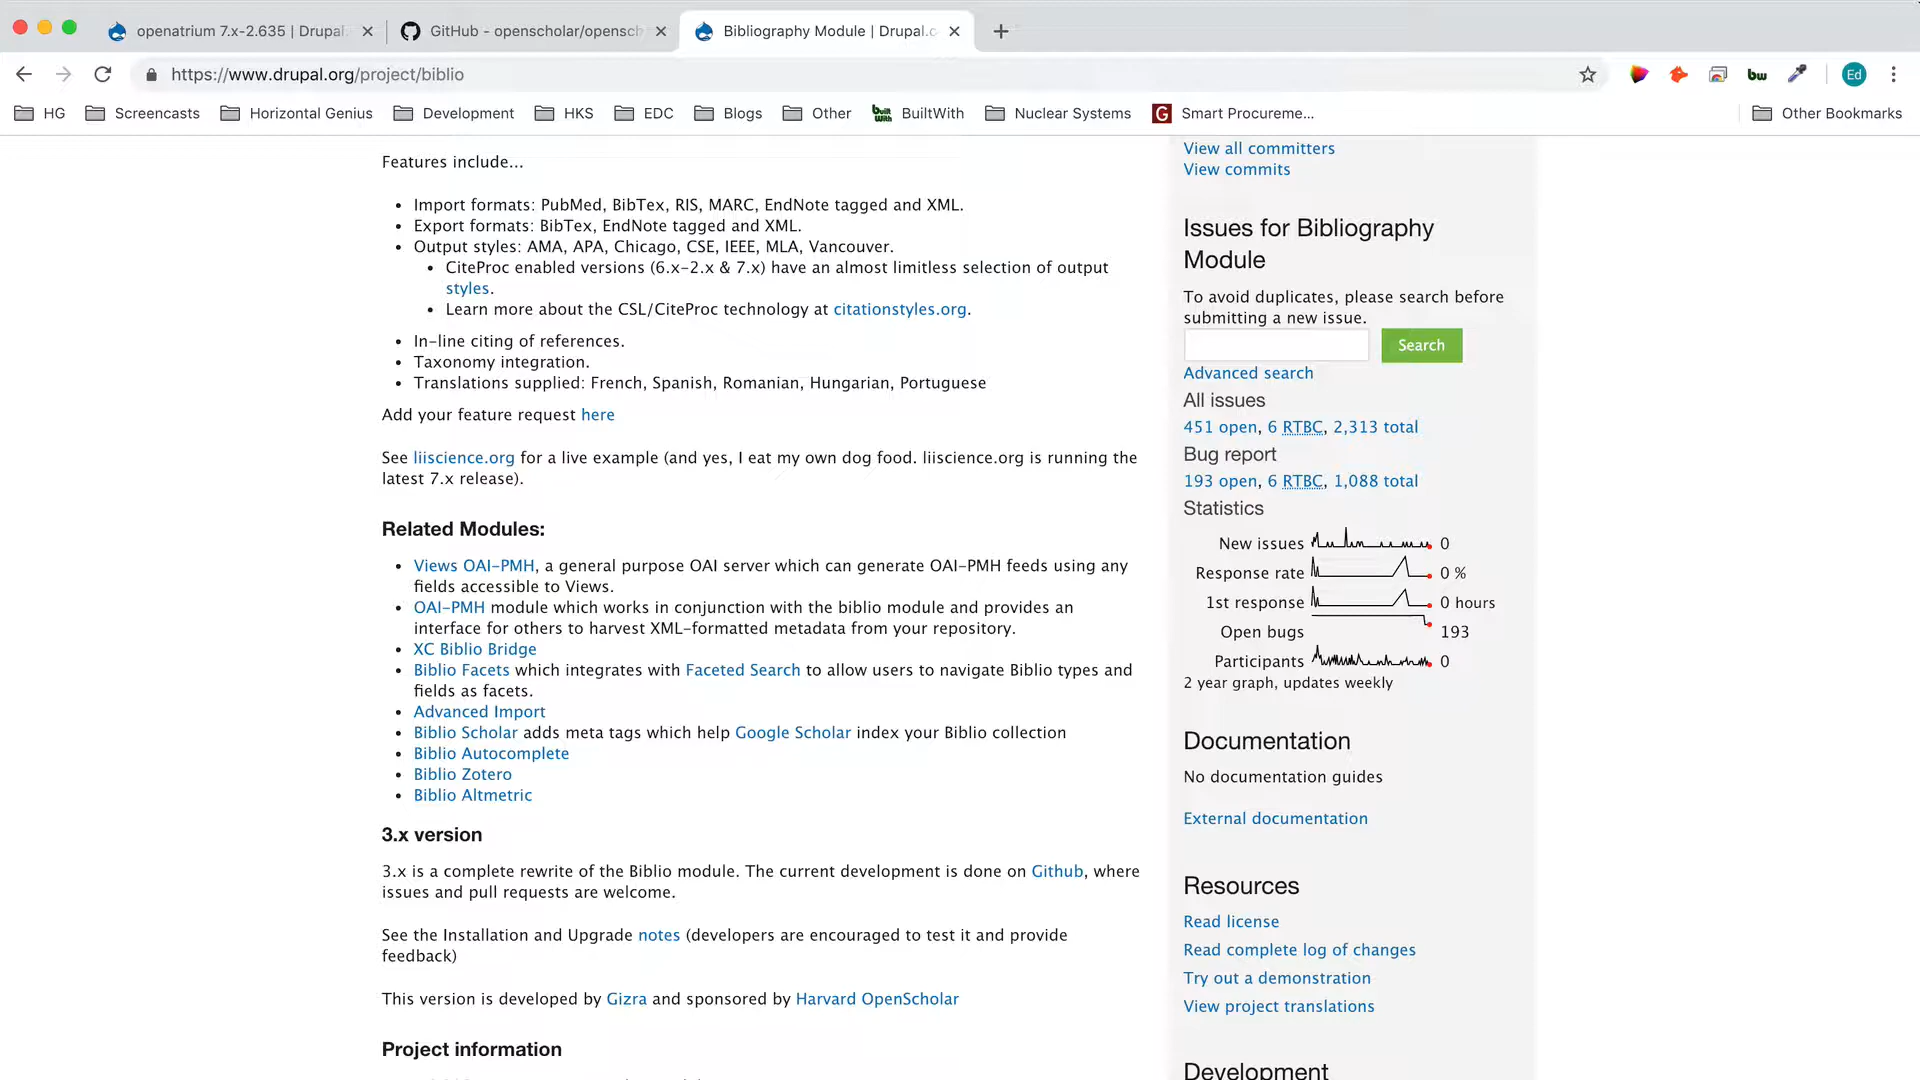 openatrium 7.x-2.635 | Drupal.
GitHub - openscholar/opensch
Bibliography Module | Drupal.c
https://www.drupal.org/project/biblio
bw
Ed
HG
Screencasts
Horizontal Genius
Development
HKS
EDC
Blogs
Other
BuiltWith
Nuclear Systems
G
Smart Procureme...
Other Bookmarks
Features include...
• Import formats: PubMed, BibTex, RIS, MARC, EndNote tagged and XML.
• Export formats: BibTex, EndNote tagged and XML.
• Output styles: AMA, APA, Chicago, CSE, IEEE, MLA, Vancouver.
• CiteProc enabled versions (6.x-2.x & 7.x) have an almost limitless selection of output
styles.
• Learn more about the CSL/CiteProc technology at citationstyles.org.
• In-line citing of references.
• Taxonomy integration.
• Translations supplied: French, Spanish, Romanian, Hungarian, Portuguese
Add your feature request here
See liiscience.org for a live example (and yes, I eat my own dog food. liiscience.org is running the
latest 7.x release).
Related Modules:
• Views OAI-PMH, a general purpose OAI server which can generate OAI-PMH feeds using any
fields accessible to Views.
• OAI-PMH module which works in conjunction with the biblio module and provides an
interface for others to harvest XML-formatted metadata from your repository.
• XC Biblio Bridge
• Biblio Facets which integrates with Faceted Search to allow users to navigate Biblio types and
fields as facets.
• Advanced Import
• Biblio Scholar adds meta tags which help Google Scholar index your Biblio collection
• Biblio Autocomplete
• Biblio Zotero
• Biblio Altmetric
3.x version
3.x is a complete rewrite of the Biblio module. The current development is done on Github, where
issues and pull requests are welcome.
See the Installation and Upgrade notes (developers are encouraged to test it and provide
feedback)
This version is developed by Gizra and sponsored by Harvard OpenScholar
Project information
View all committers
View commits
Issues for Bibliography
Module
To avoid duplicates, please search before
submitting a new issue.
Search
Advanced search
All issues
451 open, 6 RTBC, 2,313 total
Bug report
193 open, 6 RTBC, 1,088 total
Statistics
New issues 0
Response rate 0 %
1st response 0 hours
Open bugs 193
Participants 0
2 year graph, updates weekly
Documentation
No documentation guides
External documentation
Resources
Read license
Read complete log of changes
Try out a demonstration
View project translations
Development